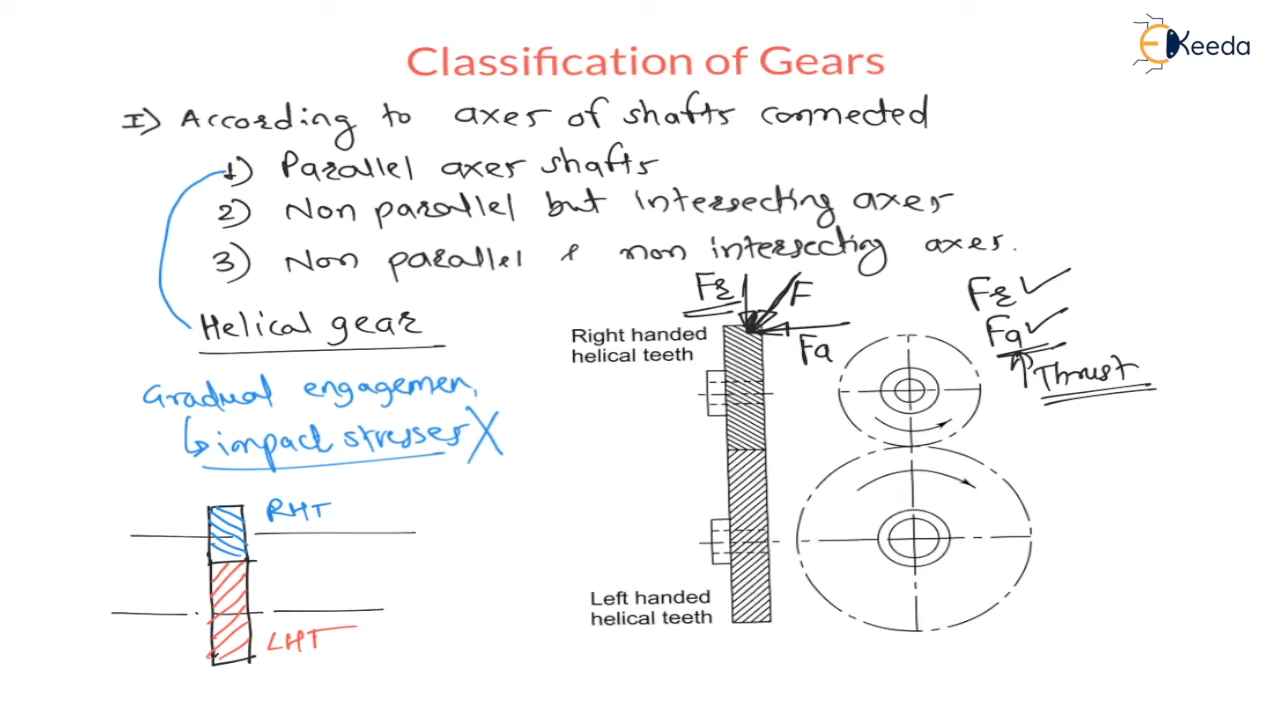 Classification of Gears
EKeeda
I) According to axes of shafts connected
1) Parallel axes shafts
2) Non parallel but intersecting axes
3) Non parallel & non intersecting axes.
Helical gear
Gradual engagemen,
↳ impact stresses X
RHT
LHT
Right handed
helical teeth
Left handed
helical teeth
Fr
F
Fa
Fr ✓
Fa ✓
↑ Thrust